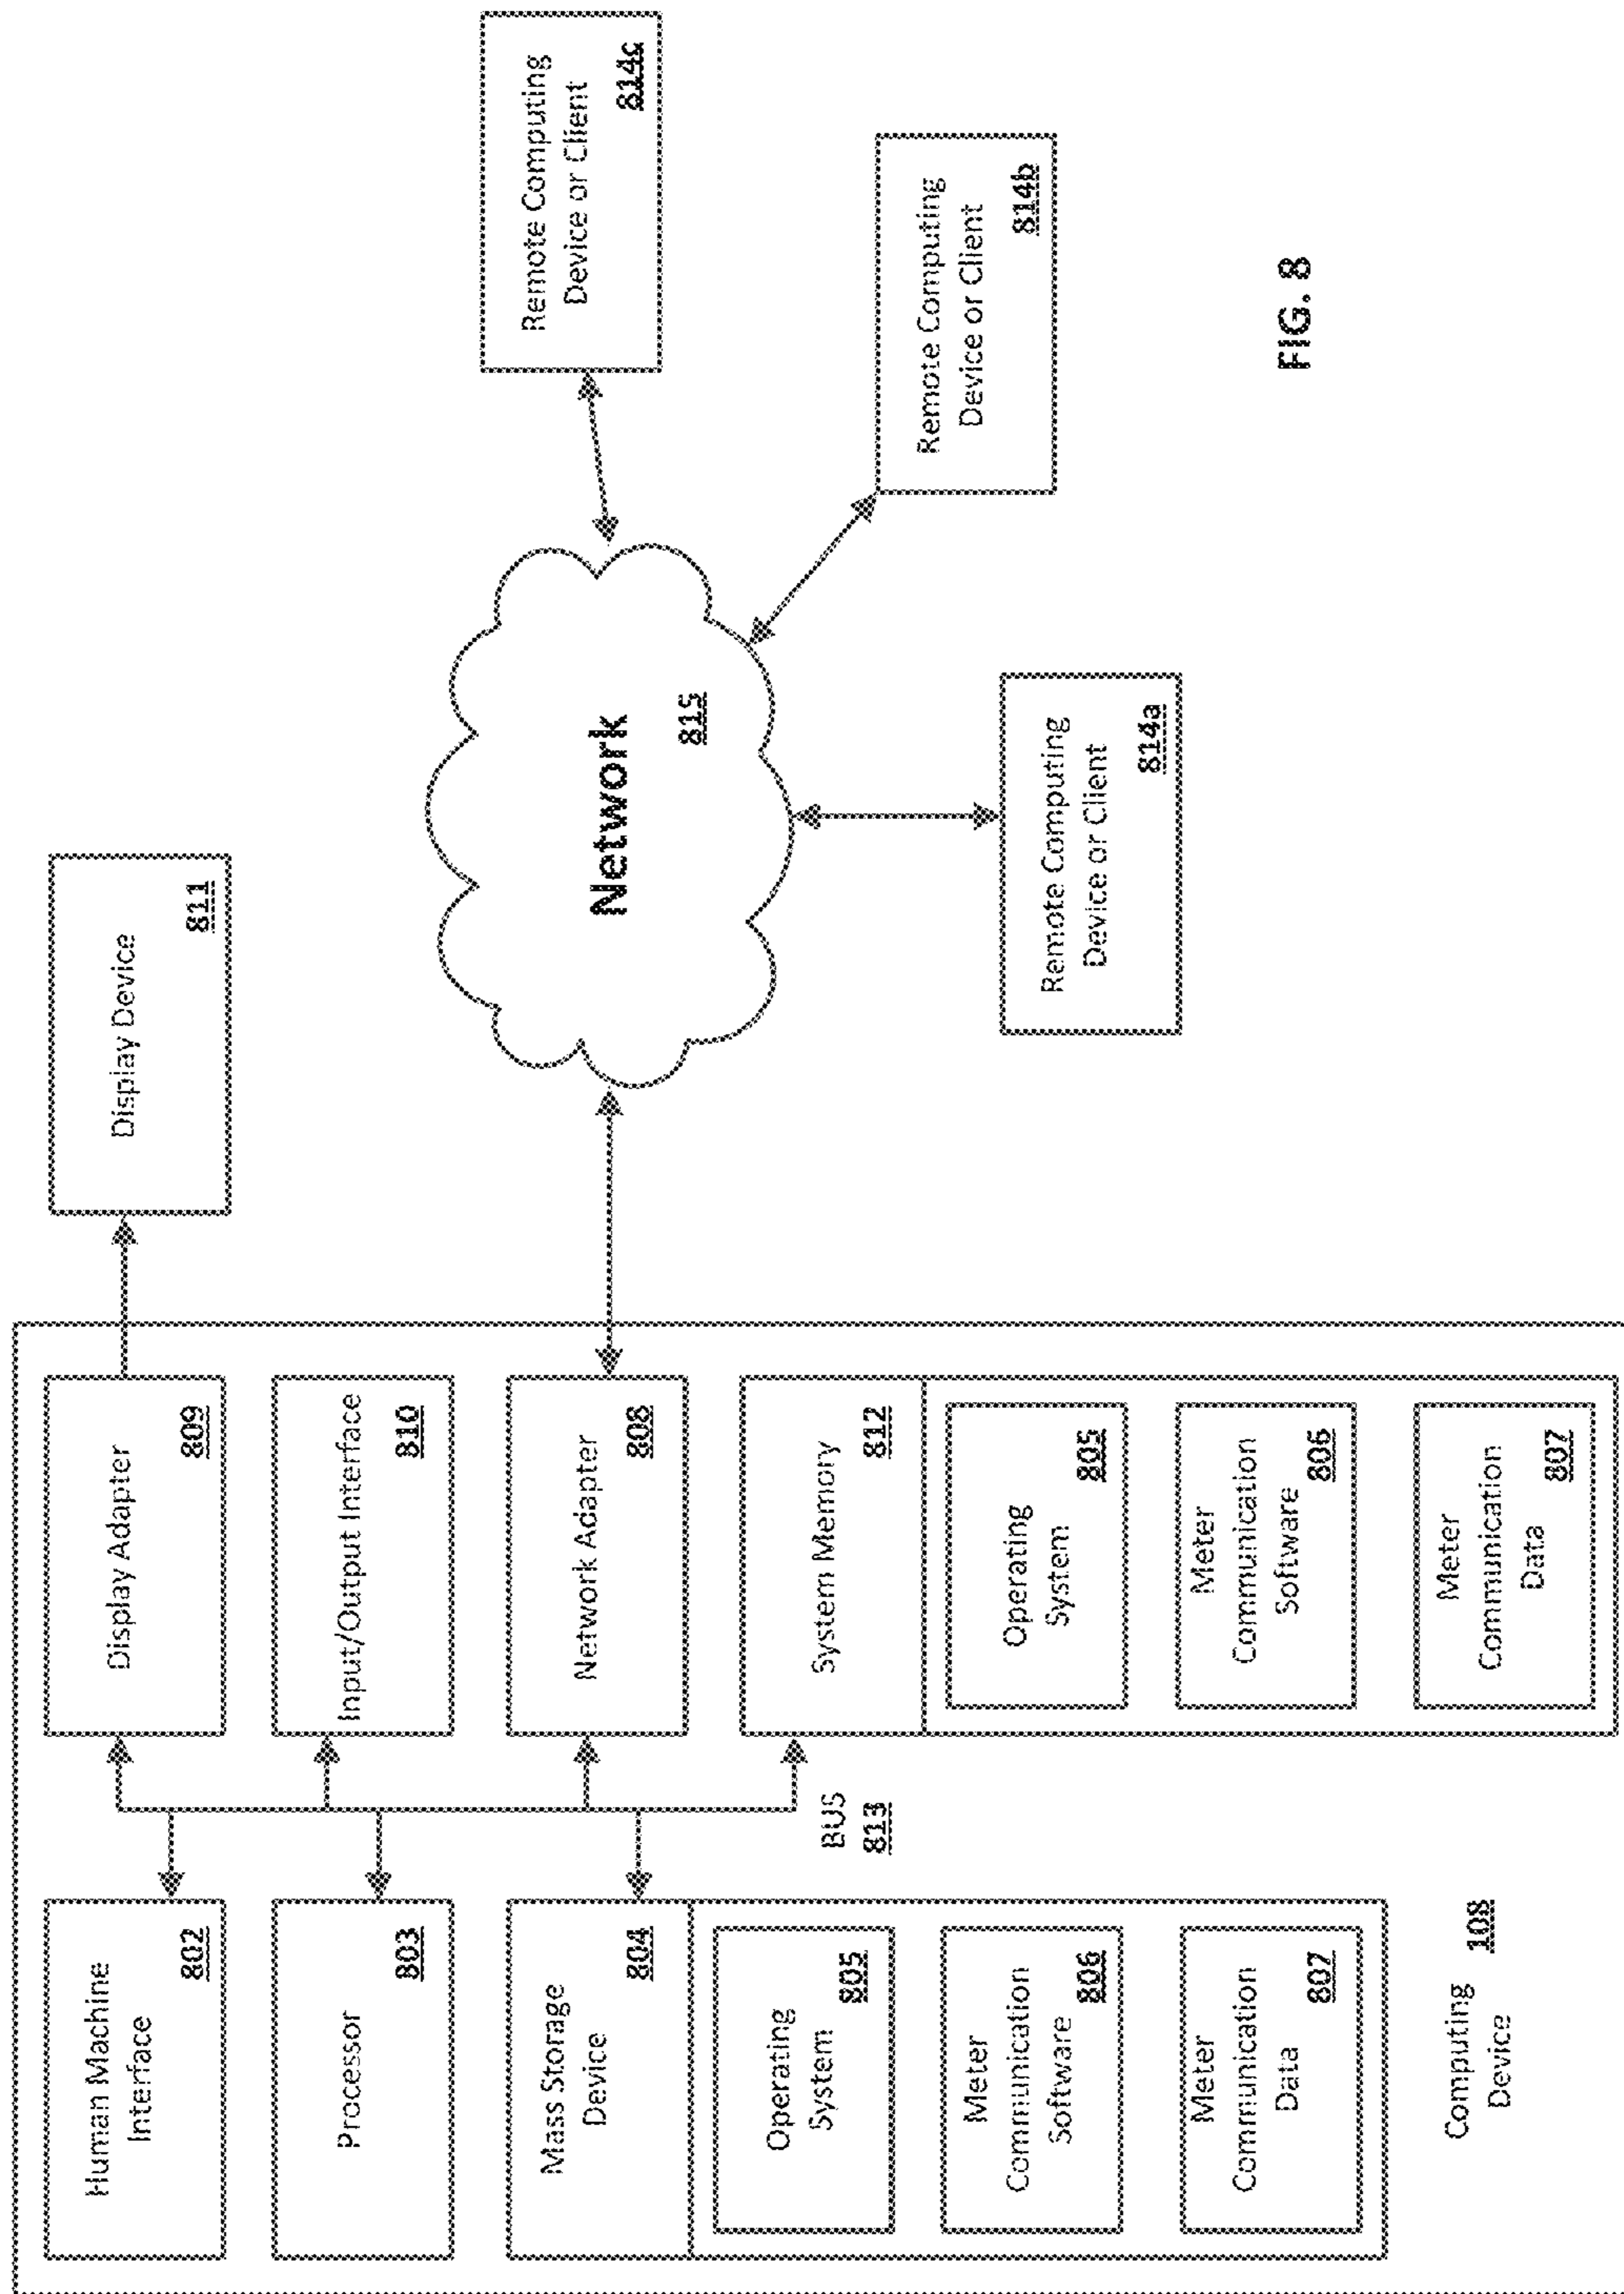 Human Machine
Interface
802
Processor
803
Mass Storage
Device
804
Operating
System
805
Meter
Communication
Software
806
Meter
Communication
Data
807
Computing
Device
108
BUS
813
Display Adapter
809
Input/Output Interface
810
Network Adapter
808
System Memory
812
Operating
System
805
Meter
Communication
Software
806
Meter
Communication
Data
807
Display Device
811
Network
815
Remote Computing
Device or Client
814a
Remote Computing
Device or Client
814b
Remote Computing
Device or Client
814c
FIG. 8